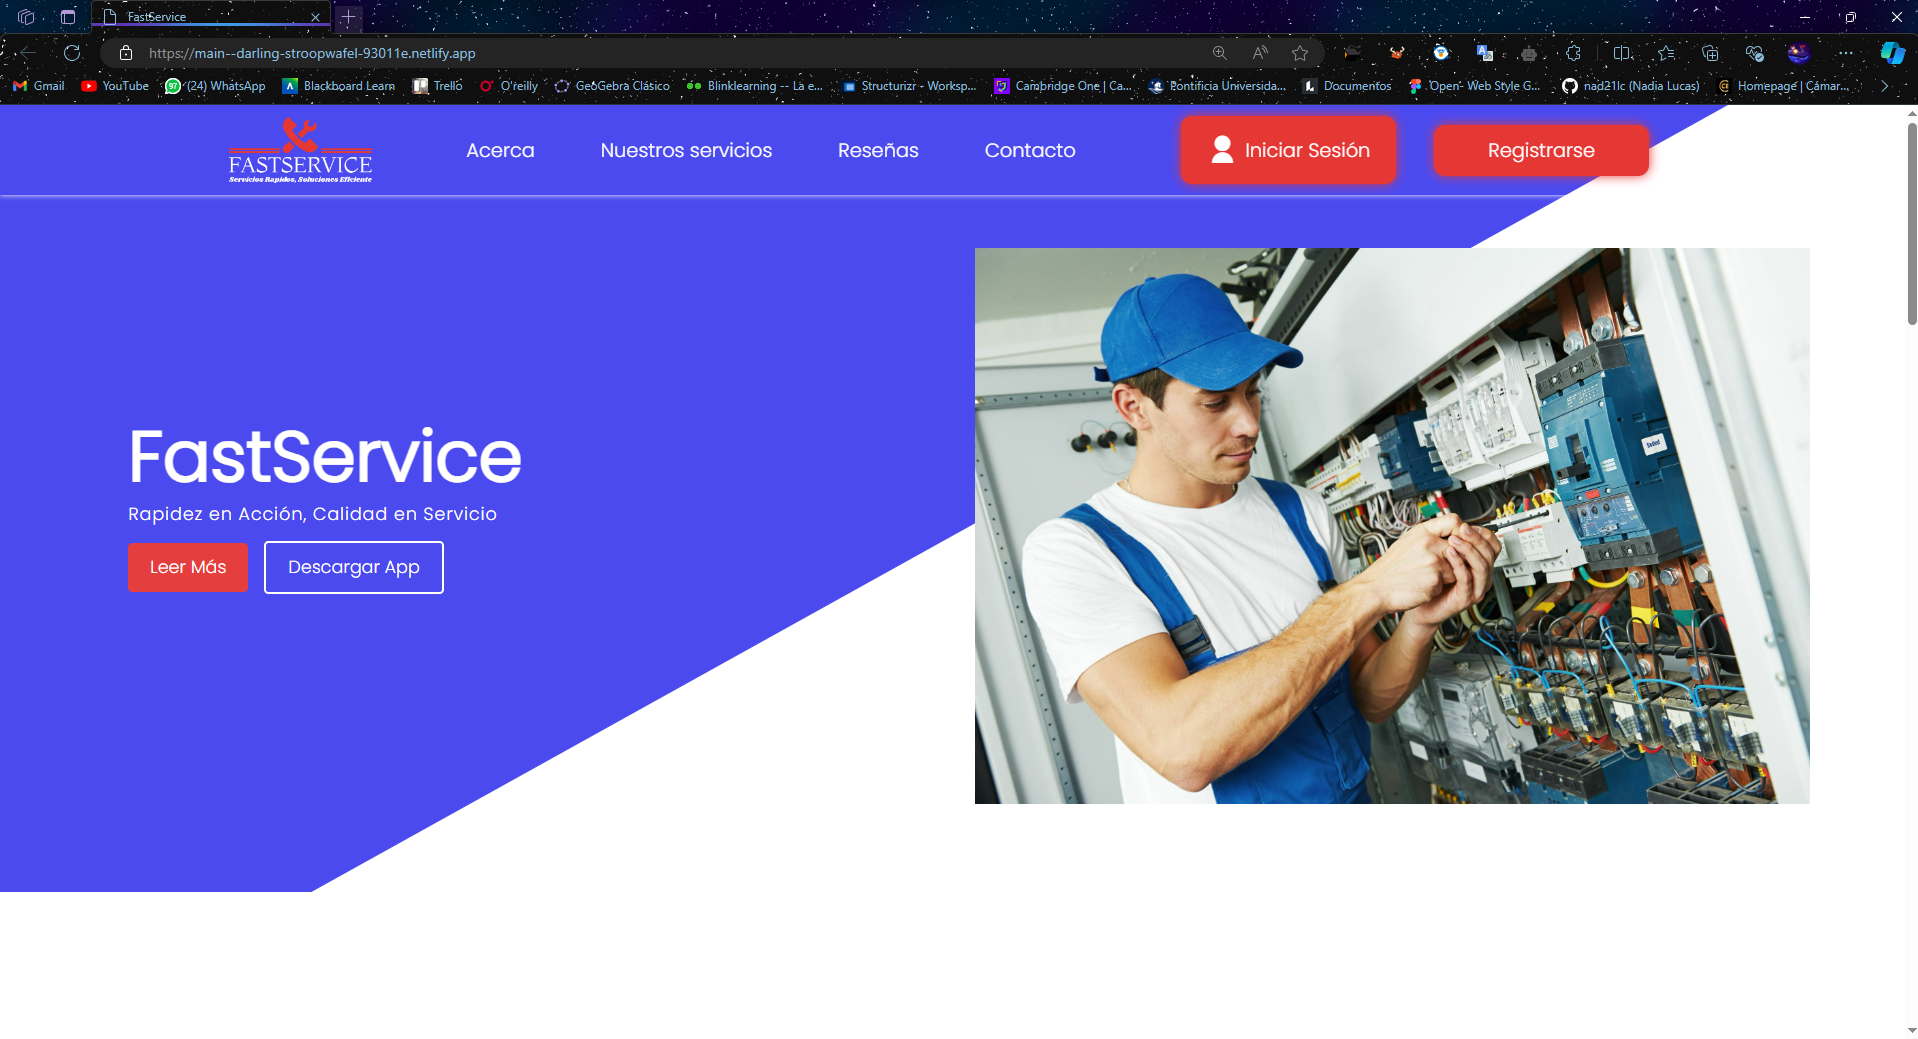 FastService
https://main--darling-stroopwafel-93011e.netlify.app
Gmail
YouTube
(24) WhatsApp
Blackboard Learn
Trello
O'reilly
GeoGebra Clásico
Blinklearning -- La e...
Structurizr - Worksp...
Cambridge One | Ca...
Pontificia Universida...
Documentos
Open- Web Style G...
nad21lc (Nadia Lucas)
Homepage | Cámar...
FASTSERVICE
Servicios Rapidos, Soluciones Eficiente
Acerca
Nuestros servicios
Reseñas
Contacto
Iniciar Sesión
Registrarse
FastService
Rapidez en Acción, Calidad en Servicio
Leer Más
Descargar App